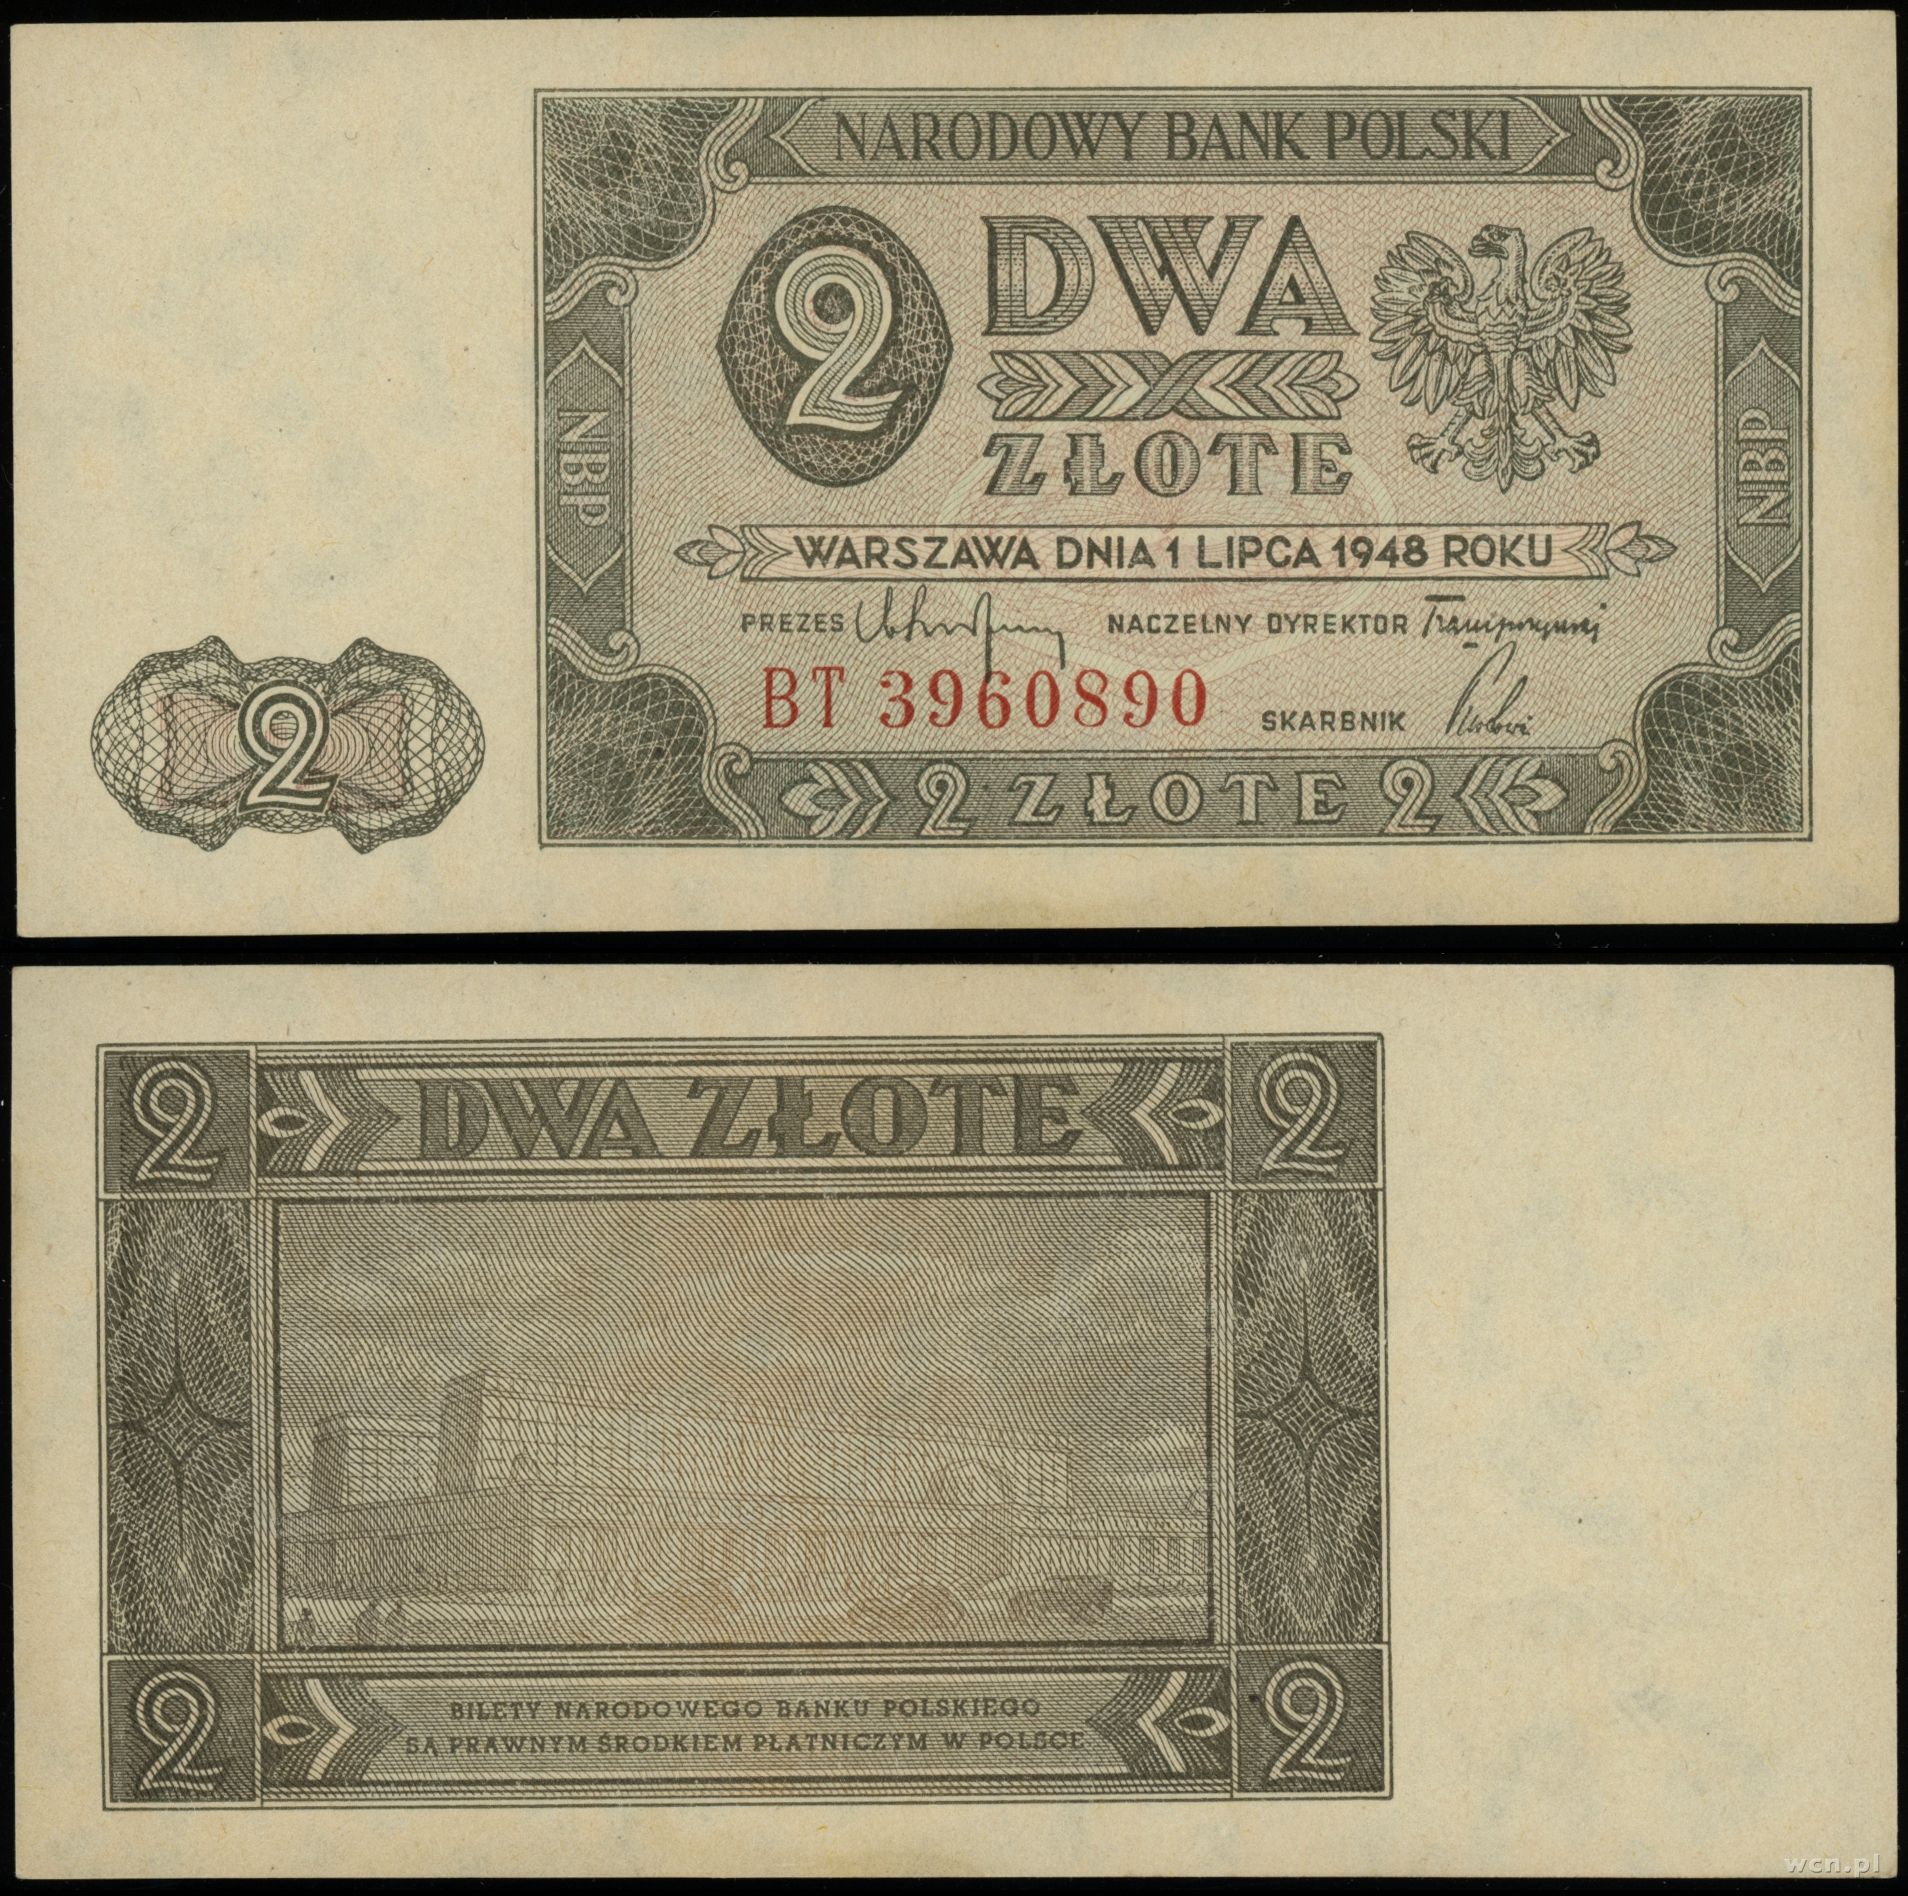 NARODOWY BANK POLSKI
2
DWA
ZŁOTE
NBP
NBP
WARSZAWA DNIA 1 LIPCA 1948 ROKU
PREZES NACZELNY DYREKTOR
BT 3960890 SKARBNIK
2
2 ZŁOTE 2
2 DWA ZŁOTE 2
2 BILETY NARODOWEGO BANKU POLSKIEGO 2
SĄ PRAWNYM ŚRODKIEM PŁATNICZYM W POLSCE
wcn.pl